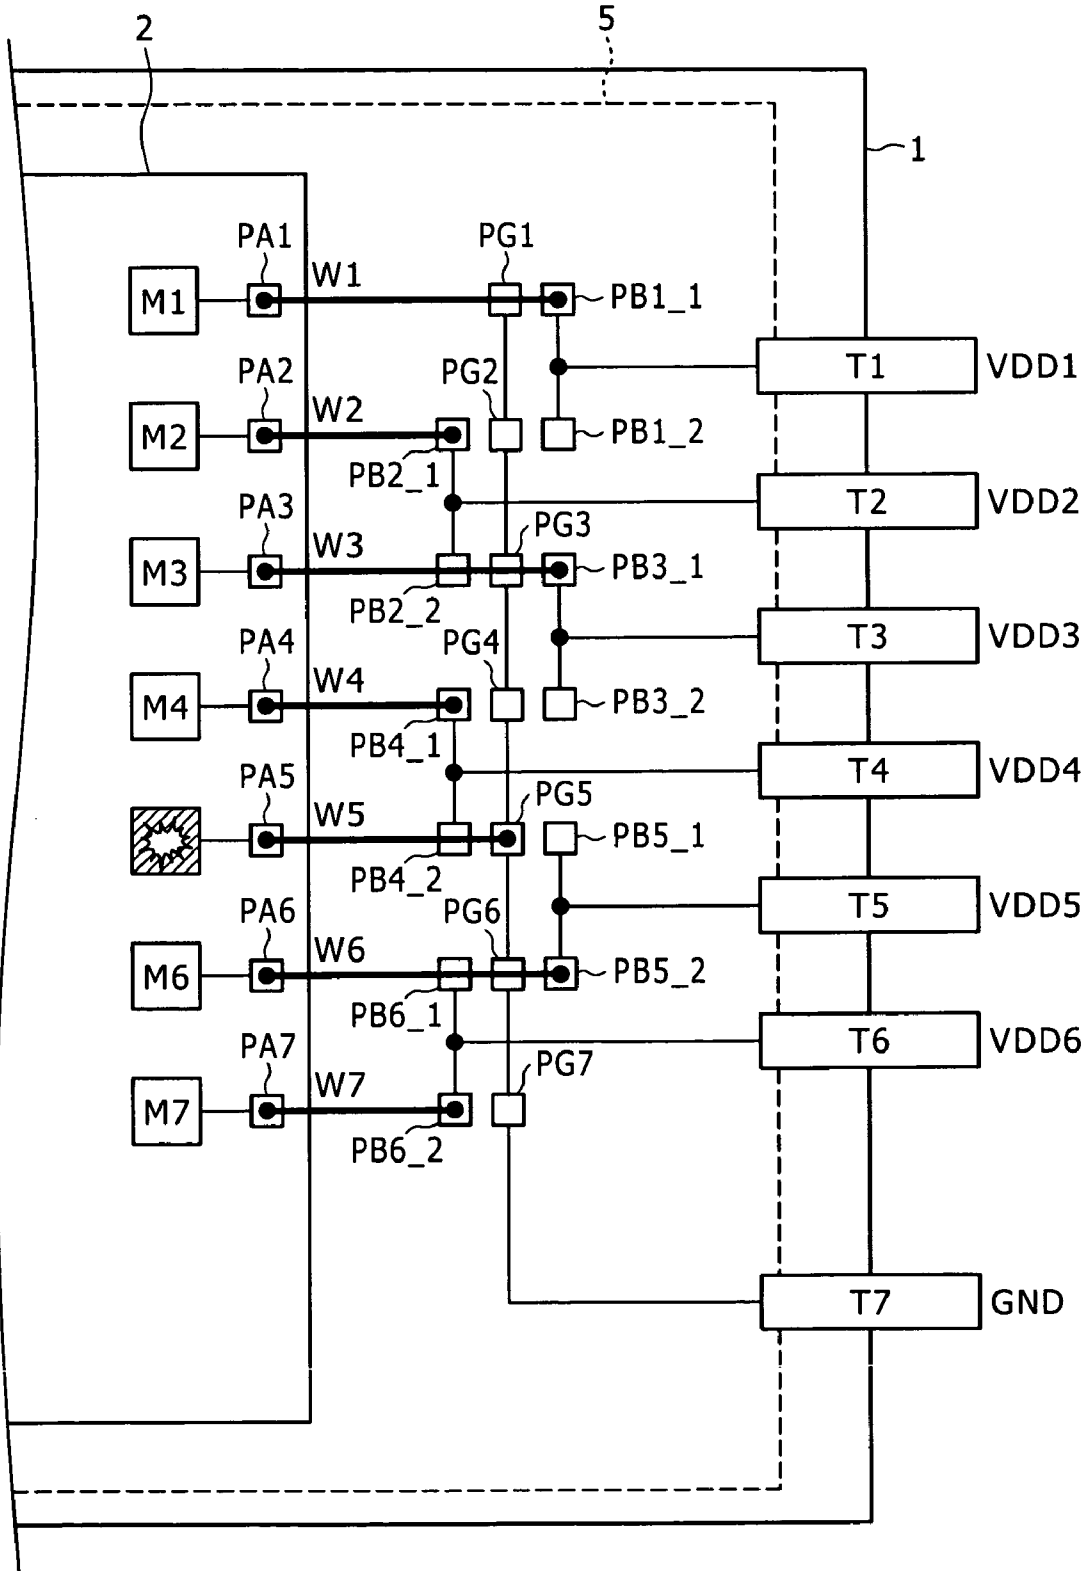 2
5
1
PA1
W1
PG1
M1
PB1_1
T1
VDD1
PA2
W2
PG2
M2
PB2_1
PB1_2
T2
VDD2
PA3
W3
PG3
M3
PB3_1
PB2_2
T3
VDD3
PA4
W4
PG4
M4
PB3_2
PB4_1
T4
VDD4
PA5
W5
PG5
PB5_1
PB4_2
T5
VDD5
PA6
W6
PG6
M6
PB5_2
PB6_1
T6
VDD6
PA7
W7
PG7
M7
PB6_2
T7
GND